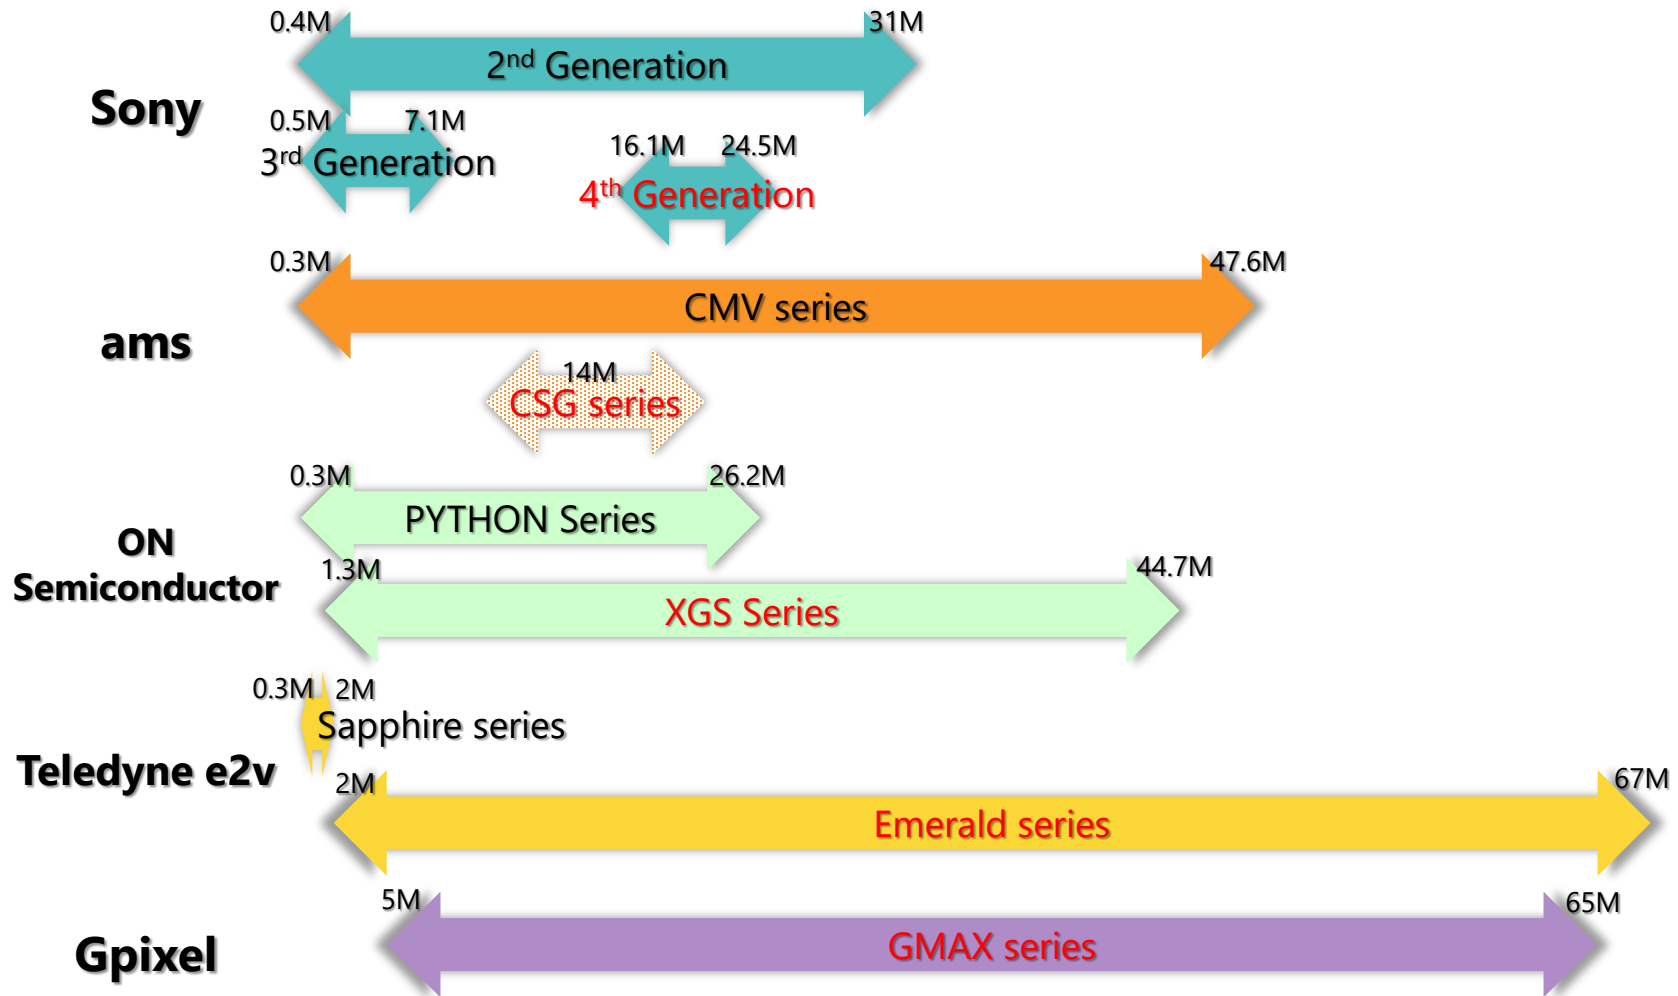 0.4M 31M
2nd Generation
Sony
0.5M 7.1M
3rd Generation
16.1M 24.5M
4th Generation
0.3M 47.6M
CMV series
ams
14M
CSG series
0.3M 26.2M
PYTHON Series
ON
Semiconductor
1.3M 44.7M
XGS Series
0.3M 2M
Sapphire series
Teledyne e2v
2M 67M
Emerald series
5M 65M
GMAX series
Gpixel